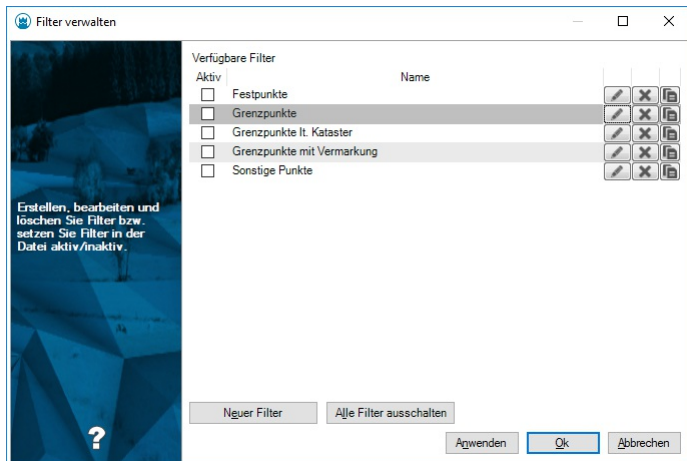 Filter verwalten
Verfügbare Filter
Aktiv Name
Festpunkte
Grenzpunkte
Grenzpunkte lt. Kataster
Grenzpunkte mit Vermarkung
Sonstige Punkte
Erstellen, bearbeiten und
löschen Sie Filter bzw.
setzen Sie Filter in der
Datei aktiv/inaktiv.
Neuer Filter Alle Filter ausschalten
?
Anwenden Ok Abbrechen